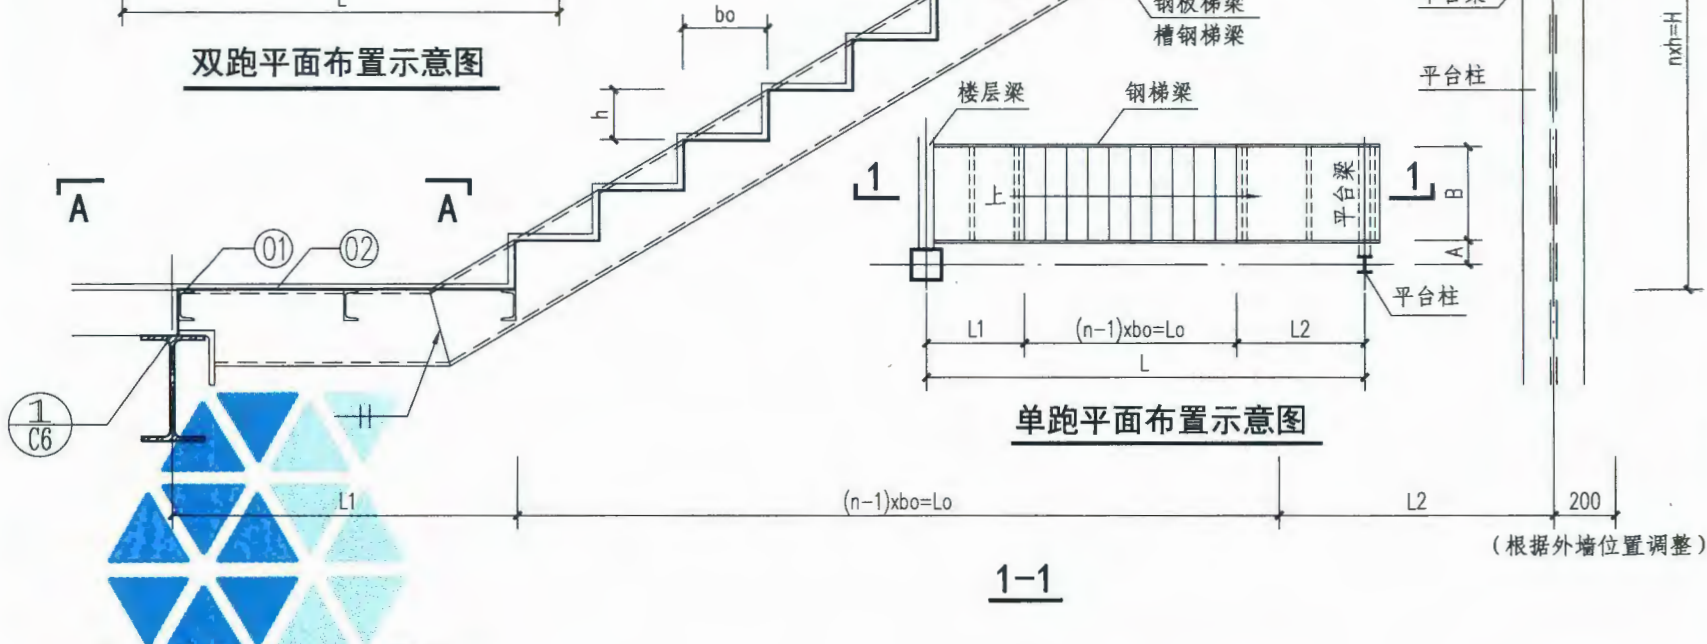 L
双跑平面布置示意图
bo
h
钢板梯梁
槽钢梯梁
平台梁
平台柱
nxh=H
楼层梁
钢梯梁
1
1
上
平台梁
B
A
平台柱
L1
(n-1)xbo=Lo
L2
L
单跑平面布置示意图
A
A
01
02
1
C6
L1
(n-1)xbo=Lo
L2
200
(根据外墙位置调整)
1-1